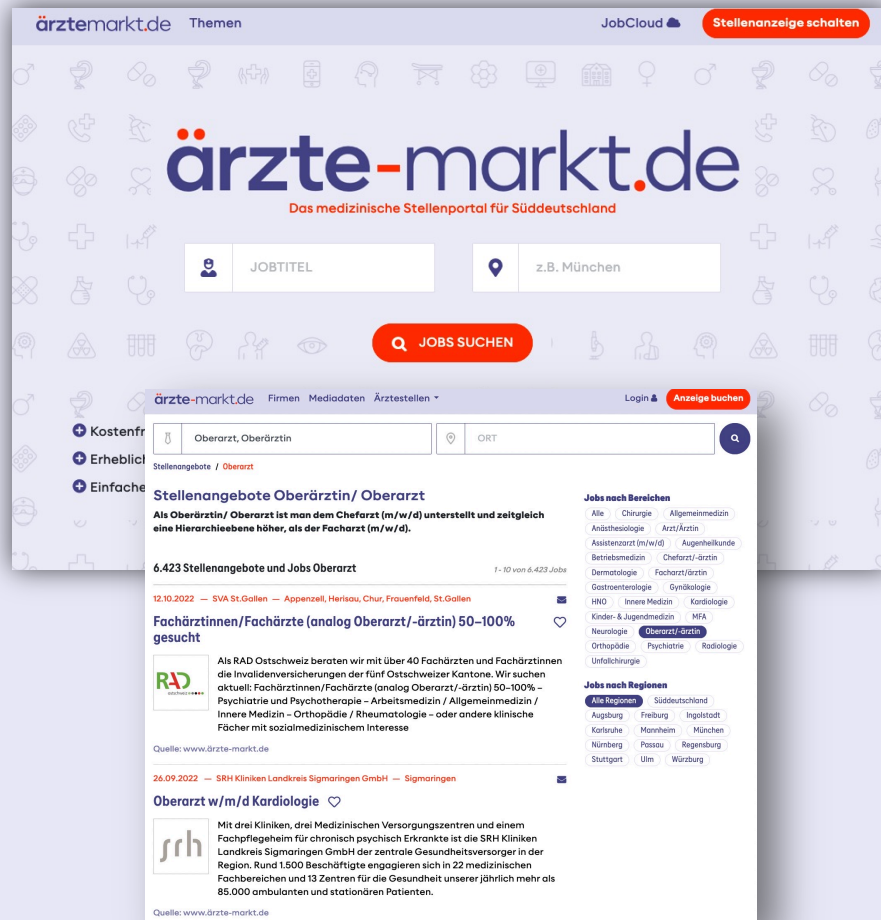 ärztemarkt.de Themen JobCloud Stellenanzeige schalten
ärzte-markt.de
Das medizinische Stellenportal für Süddeutschland
JOBTITEL z.B. München
JOBS SUCHEN
Kostenfr
Erheblich
Einfache
ärzte-markt.de Firmen Mediadaten Ärztestellen Login Anzeige buchen
Oberarzt, Oberärztin ORT
Stellenangebote / Oberarzt
Stellenangebote Oberärztin/ Oberarzt
Als Oberärztin/ Oberarzt ist man dem Chefarzt (m/w/d) unterstellt und zeitgleich
eine Hierarchieebene höher, als der Facharzt (m/w/d).
6.423 Stellenangebote und Jobs Oberarzt 1 - 10 von 6.423 Jobs
12.10.2022 — SVA St.Gallen — Appenzell, Herisau, Chur, Frauenfeld, St.Gallen
Fachärztinnen/Fachärzte (analog Oberarzt/-ärztin) 50–100%
gesucht
RAD
ostschweiz
Als RAD Ostschweiz beraten wir mit über 40 Fachärzten und Fachärztinnen
die Invalidenversicherungen der fünf Ostschweizer Kantone. Wir suchen
aktuell: Fachärztinnen/Fachärzte (analog Oberarzt/-ärztin) 50–100% –
Psychiatrie und Psychotherapie – Arbeitsmedizin / Allgemeinmedizin /
Innere Medizin – Orthopädie / Rheumatologie – oder andere klinische
Fächer mit sozialmedizinischem Interesse
Quelle: www.ärzte-markt.de
26.09.2022 — SRH Kliniken Landkreis Sigmaringen GmbH — Sigmaringen
Oberarzt w/m/d Kardiologie
srh
Mit drei Kliniken, drei Medizinischen Versorgungszentren und einem
Fachpflegeheim für chronisch psychisch Erkrankte ist die SRH Kliniken
Landkreis Sigmaringen GmbH der zentrale Gesundheitsversorger in der
Region. Rund 1.500 Beschäftigte engagieren sich in 22 medizinischen
Fachbereichen und 13 Zentren für die Gesundheit unserer jährlich mehr als
85.000 ambulanten und stationären Patienten.
Quelle: www.ärzte-markt.de
Jobs nach Bereichen
Alle Chirurgie Allgemeinmedizin
Anästhesiologie Arzt/Ärztin
Assistenzarzt (m/w/d) Augenheilkunde
Betriebsmedizin Chefarzt/-ärztin
Dermatologie Facharzt/ärztin
Gastroenterologie Gynäkologie
HNO Innere Medizin Kardiologie
Kinder- & Jugendmedizin MFA
Neurologie Oberarzt/-ärztin
Orthopädie Psychiatrie Radiologie
Unfallchirurgie
Jobs nach Regionen
Alle Regionen Süddeutschland
Augsburg Freiburg Ingolstadt
Karlsruhe Mannheim München
Nürnberg Passau Regensburg
Stuttgart Ulm Würzburg